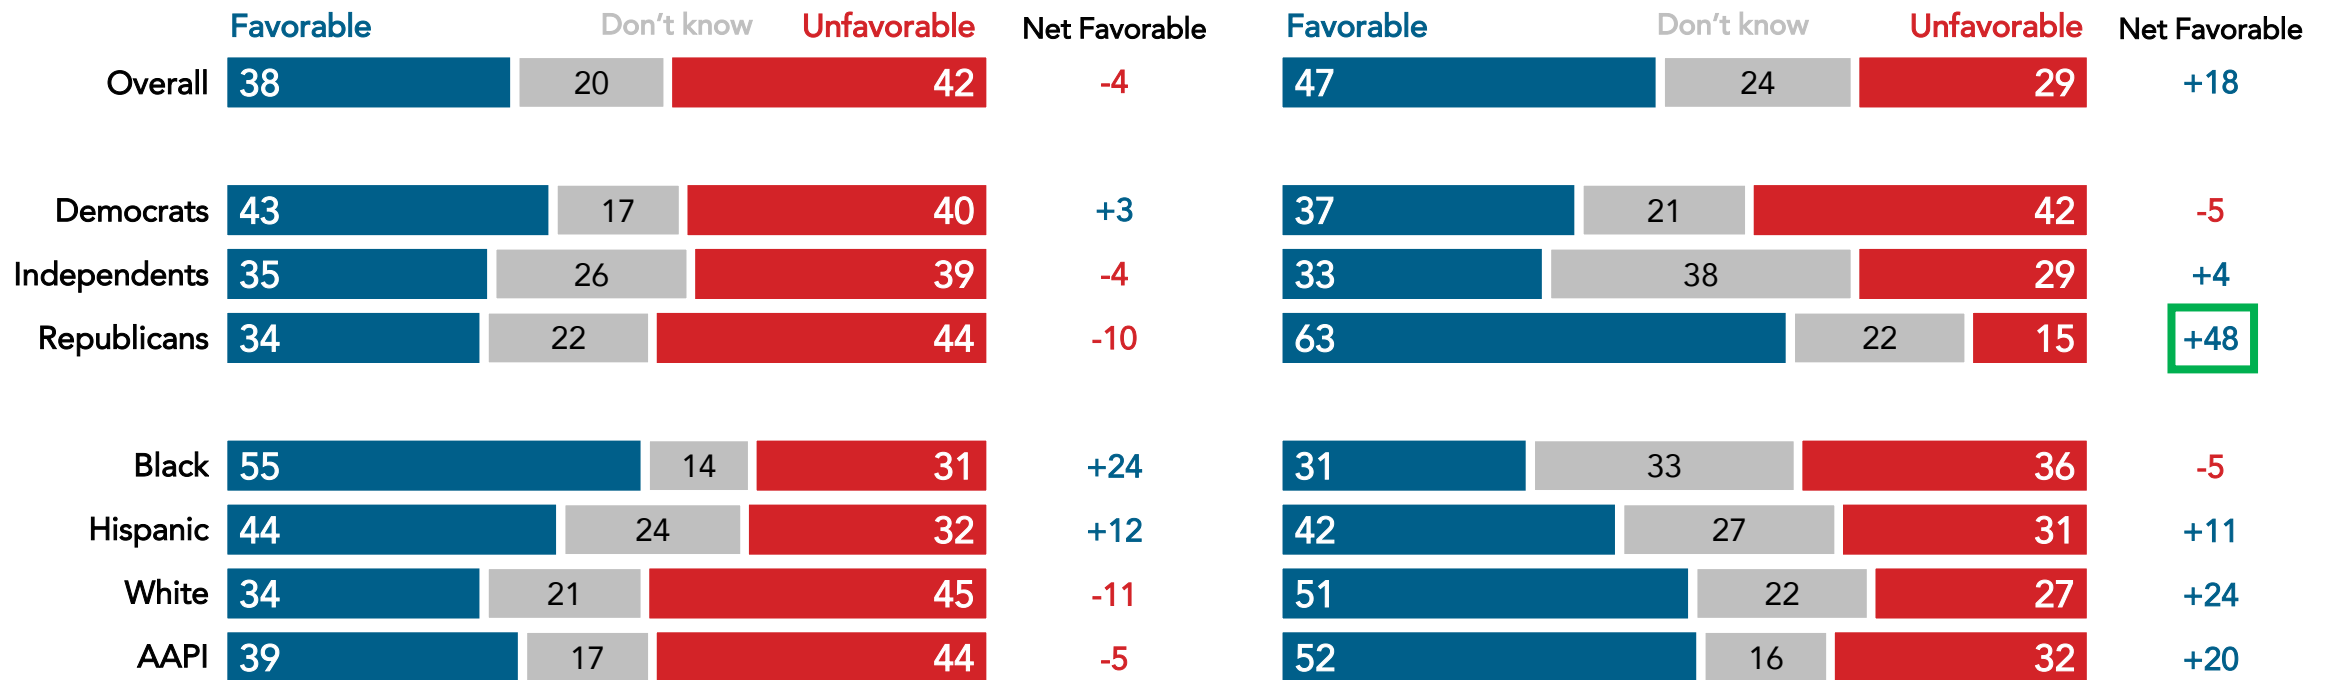 Favorable Don't know Unfavorable Net Favorable Favorable Don't know Unfavorable Net Favorable
Overall 38 20 42 -4 47 24 29 +18
Democrats 43 17 40 +3 37 21 42 -5
Independents 35 26 39 -4 33 38 29 +4
Republicans 34 22 44 -10 63 22 15 +48
Black 55 14 31 +24 31 33 36 -5
Hispanic 44 24 32 +12 42 27 31 +11
White 34 21 45 -11 51 22 27 +24
AAPI 39 17 44 -5 52 16 32 +20